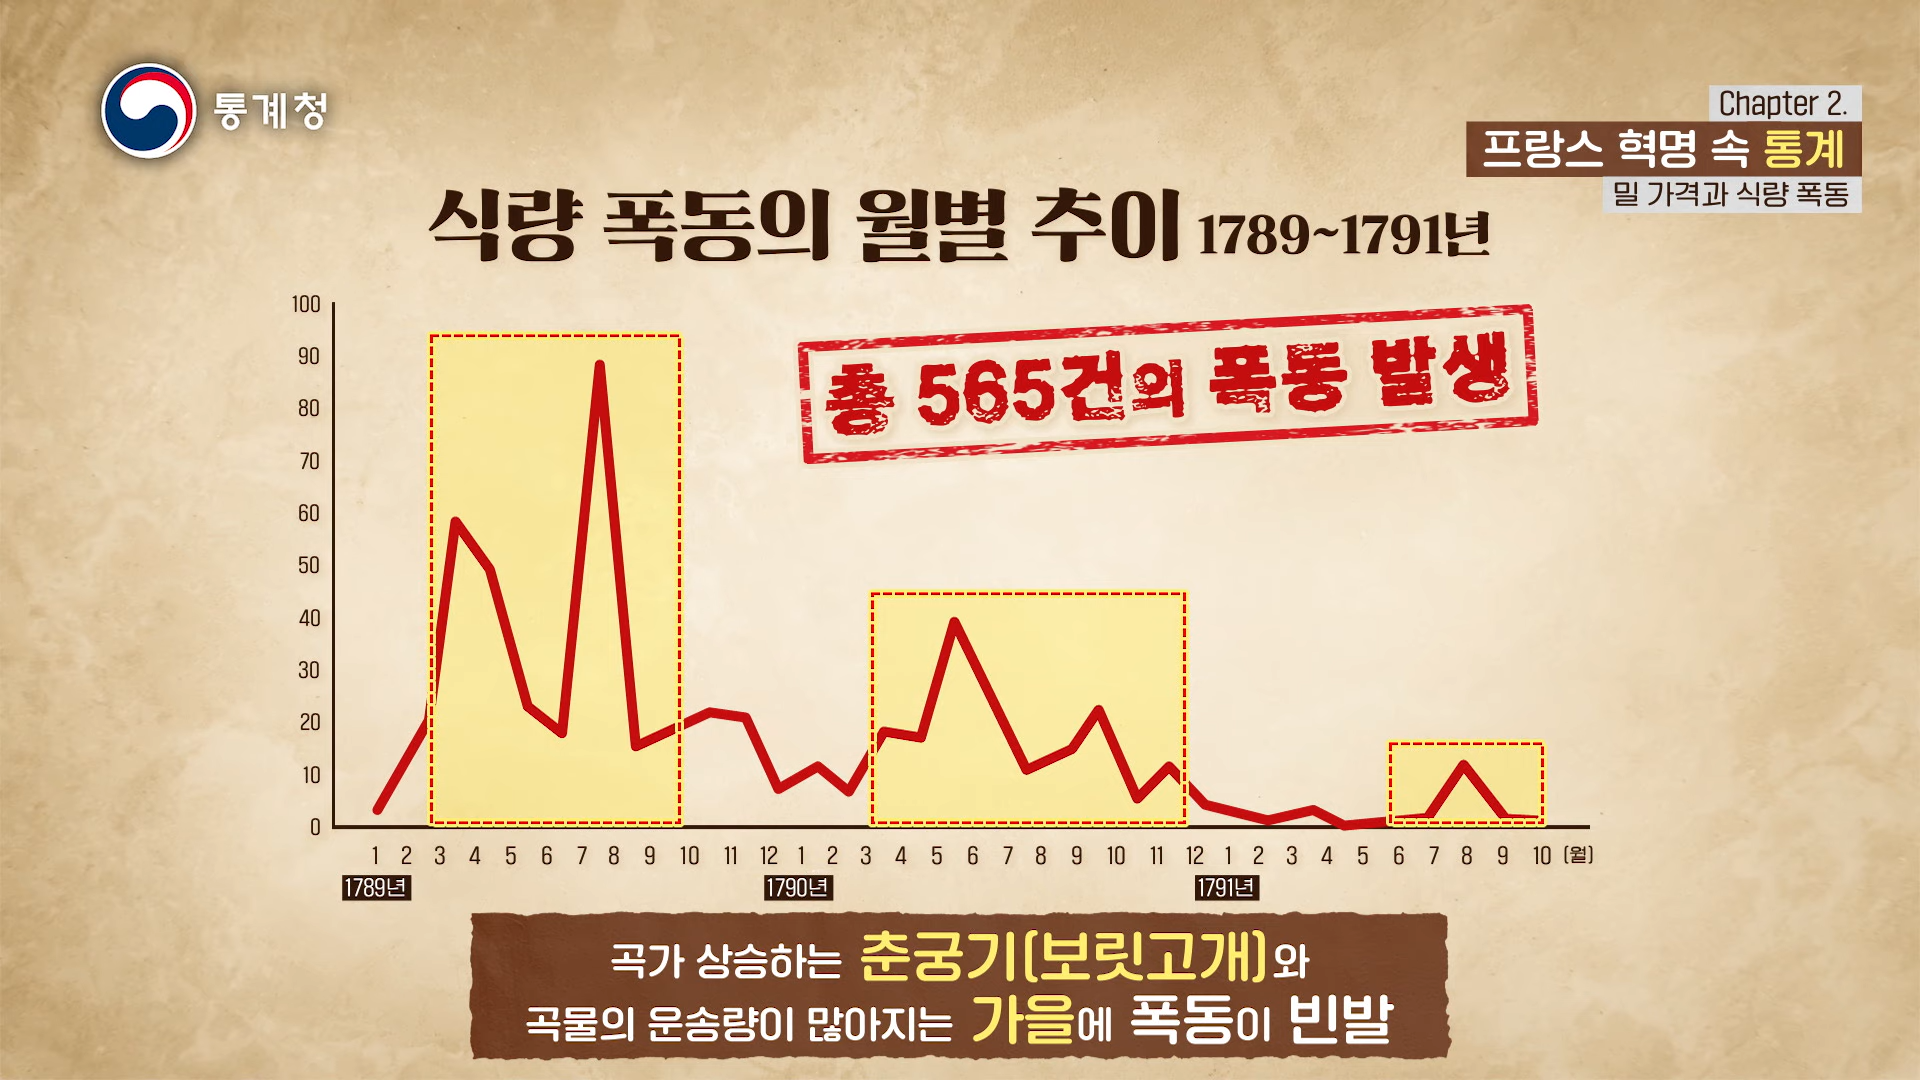 통계청
Chapter 2.
프랑스 혁명 속 통계
밀 가격과 식량 폭동
식량 폭동의 월별 추이 1789~1791년
총 565건의 폭동 발생
100
90
80
70
60
50
40
30
20
10
0
1 2 3 4 5 6 7 8 9 10 11 12 1 2 3 4 5 6 7 8 9 10 11 12 1 2 3 4 5 6 7 8 9 10 (월)
1789년 1790년 1791년
곡가 상승하는 춘궁기(보릿고개)와
곡물의 운송량이 많아지는 가을에 폭동이 빈발